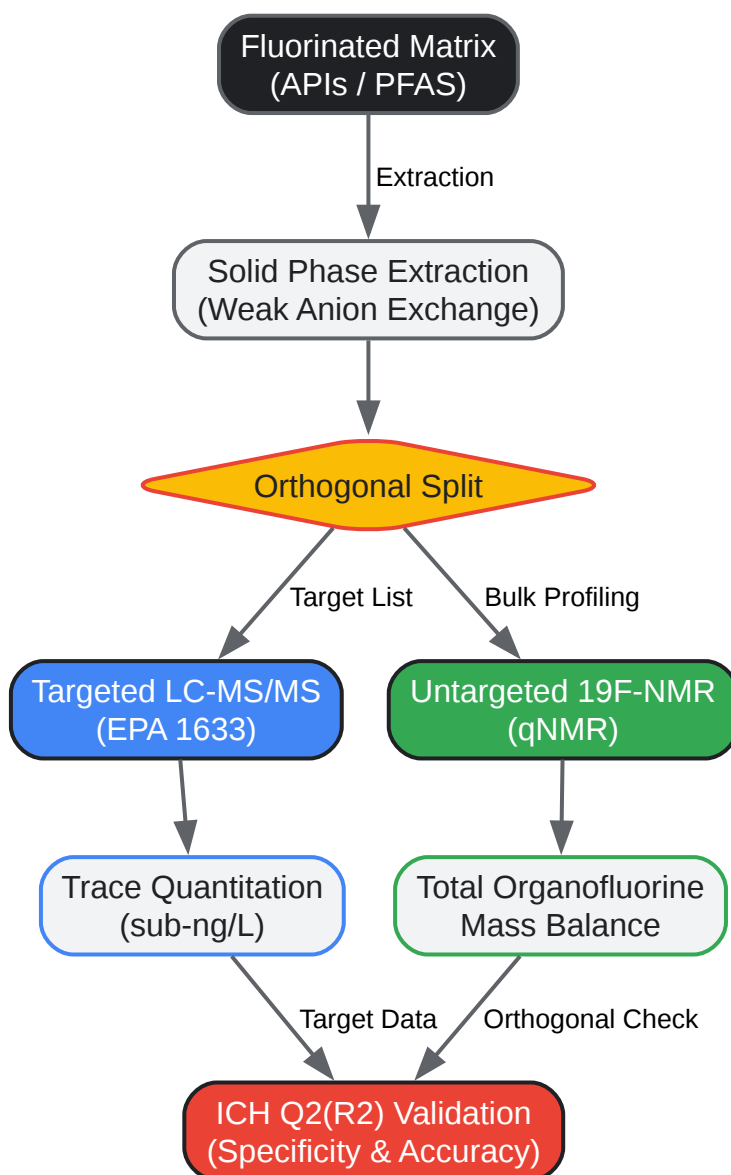 Fluorinated Matrix
(APIs / PFAS)
Extraction
Solid Phase Extraction
(Weak Anion Exchange)
Orthogonal Split
Target List
Bulk Profiling
Targeted LC-MS/MS
(EPA 1633)
Untargeted 19F-NMR
(qNMR)
Trace Quantitation
(sub-ng/L)
Total Organofluorine
Mass Balance
Target Data
Orthogonal Check
ICH Q2(R2) Validation
(Specificity & Accuracy)